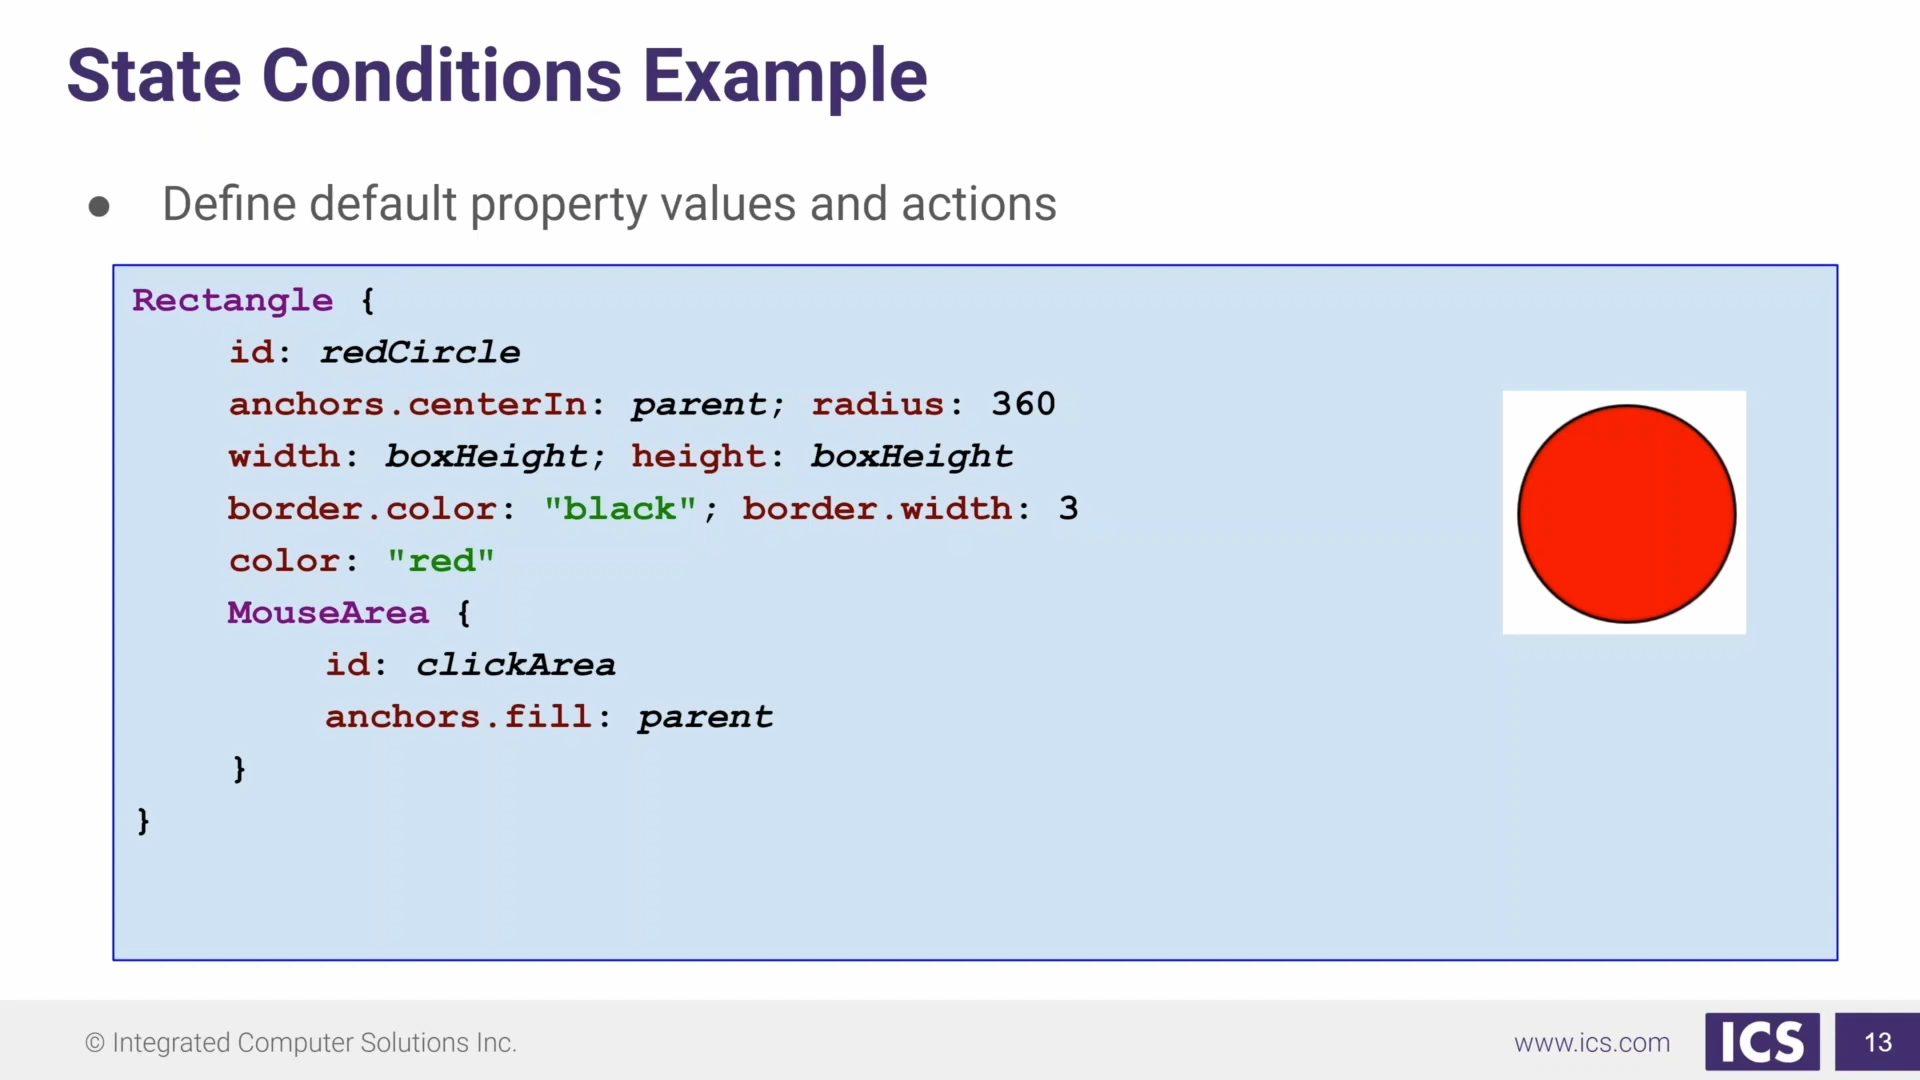 State Conditions Example
● Define default property values and actions
Rectangle {
id: redCircle
anchors.centerIn: parent; radius: 360
width: boxHeight; height: boxHeight
border.color: "black"; border.width: 3
color: "red"
MouseArea {
id: clickArea
anchors.fill: parent
}
}
© Integrated Computer Solutions Inc.
www.ics.com
ICS
13